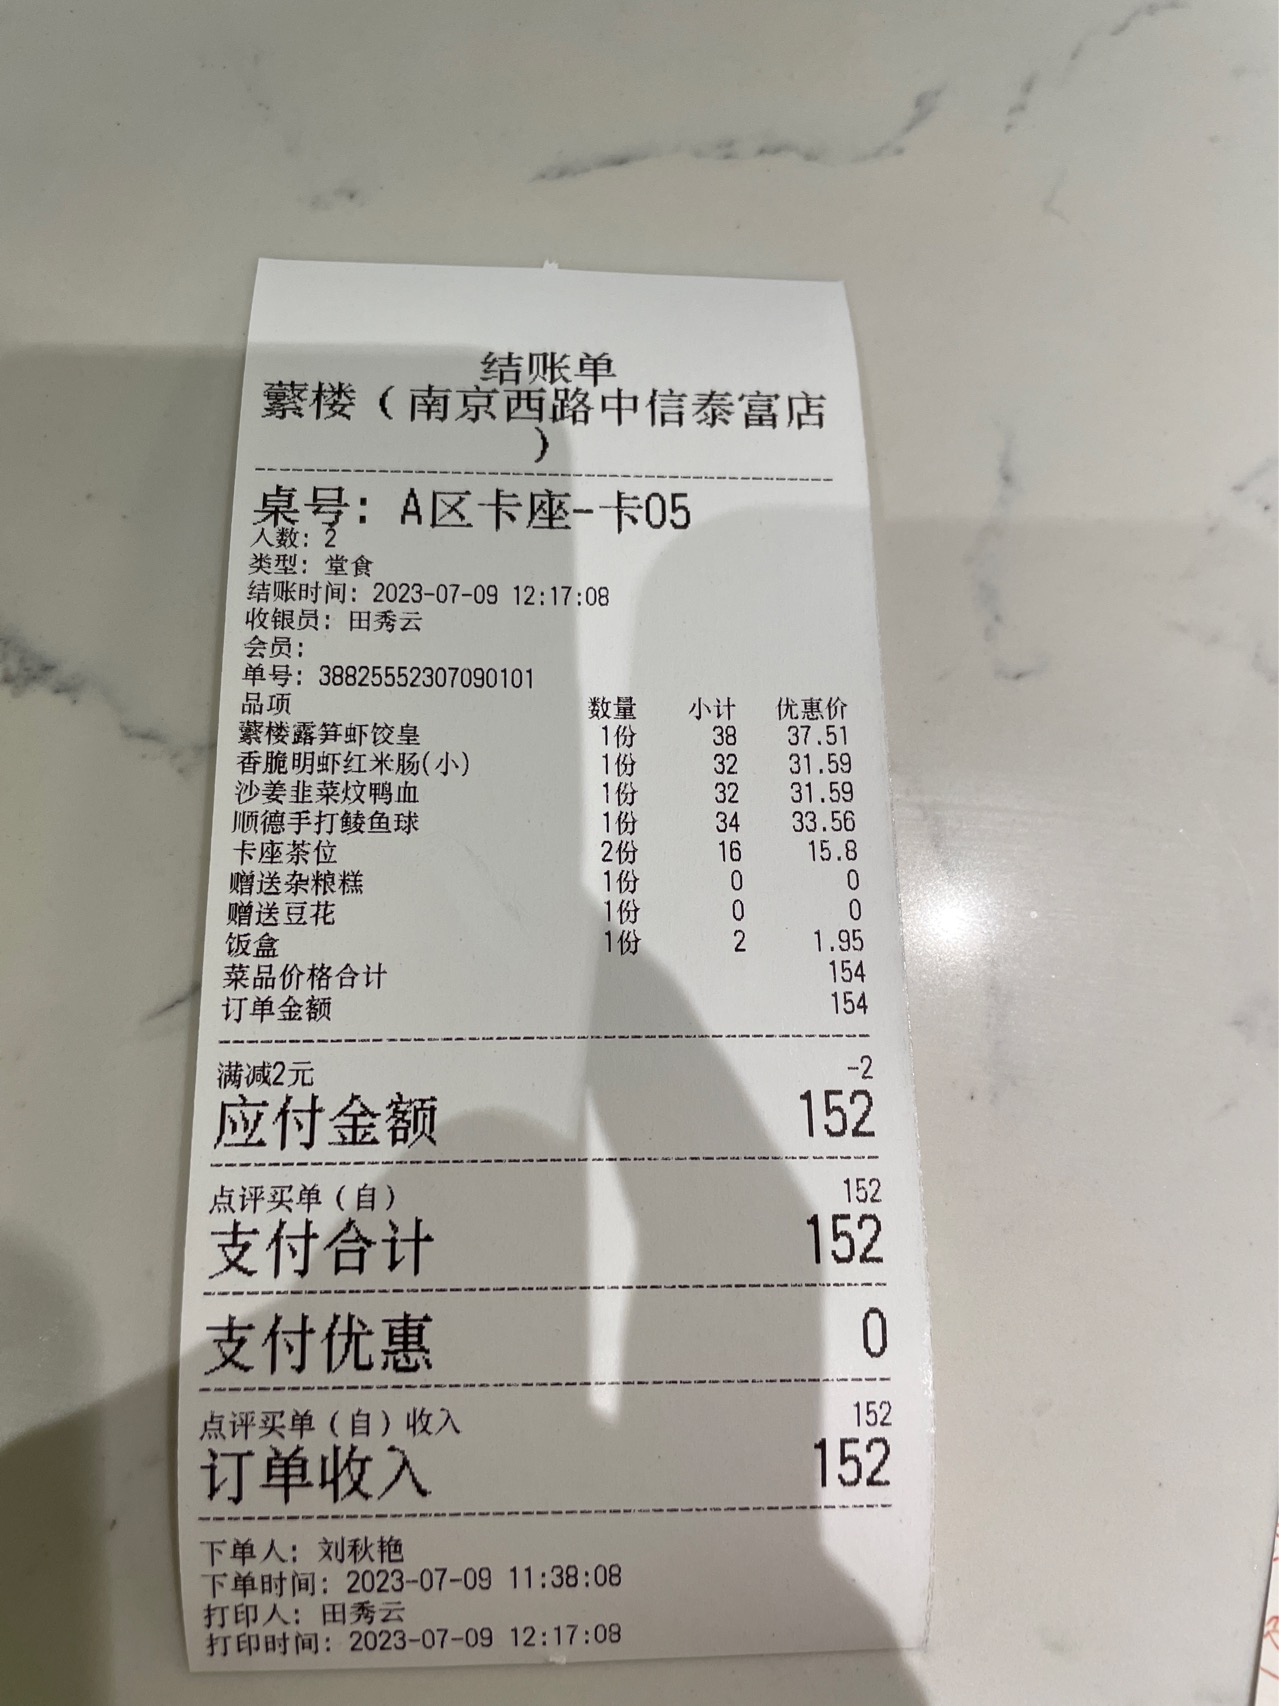 结账单
蘩楼（南京西路中信泰富店
）
桌号：A区卡座-卡05
人数：2
类型：堂食
结账时间：2023-07-09 12:17:08
收银员：田秀云
会员：
单号：38825552307090101
品项 数量 小计 优惠价
蘩楼露笋虾饺皇 1份 38 37.51
香脆明虾红米肠(小) 1份 32 31.59
沙姜韭菜炆鸭血 1份 32 31.59
顺德手打鲮鱼球 1份 34 33.56
卡座茶位 2份 16 15.8
赠送杂粮糕 1份 0 0
赠送豆花 1份 0 0
饭盒 1份 2 1.95
菜品价格合计 154
订单金额 154
满减2元 -2
应付金额 152
点评买单（自） 152
支付合计 152
支付优惠 0
点评买单（自）收入 152
订单收入 152
下单人：刘秋艳
下单时间：2023-07-09 11:38:08
打印人：田秀云
打印时间：2023-07-09 12:17:08